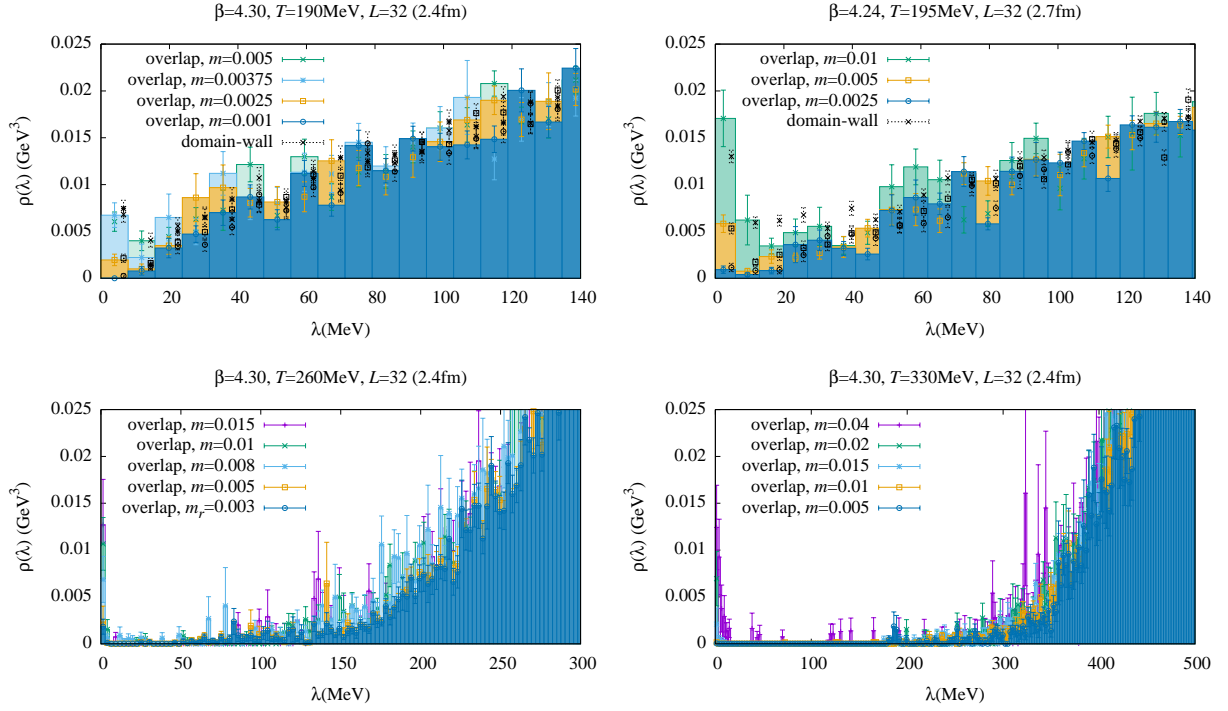 β=4.30, T=190MeV, L=32 (2.4fm)
ρ(λ) (GeV³)
0.025
0.02
0.015
0.01
0.005
0
overlap, m=0.005
overlap, m=0.00375
overlap, m=0.0025
overlap, m=0.001
domain-wall
0 20 40 60 80 100 120 140
λ(MeV)
β=4.24, T=195MeV, L=32 (2.7fm)
ρ(λ) (GeV³)
0.025
0.02
0.015
0.01
0.005
0
overlap, m=0.01
overlap, m=0.005
overlap, m=0.0025
domain-wall
0 20 40 60 80 100 120 140
λ(MeV)
β=4.30, T=260MeV, L=32 (2.4fm)
ρ(λ) (GeV³)
0.025
0.02
0.015
0.01
0.005
0
overlap, m=0.015
overlap, m=0.01
overlap, m=0.008
overlap, m=0.005
overlap, mᵣ=0.003
0 50 100 150 200 250 300
λ(MeV)
β=4.30, T=330MeV, L=32 (2.4fm)
ρ(λ) (GeV³)
0.025
0.02
0.015
0.01
0.005
0
overlap, m=0.04
overlap, m=0.02
overlap, m=0.015
overlap, m=0.01
overlap, m=0.005
0 100 200 300 400 500
λ(MeV)